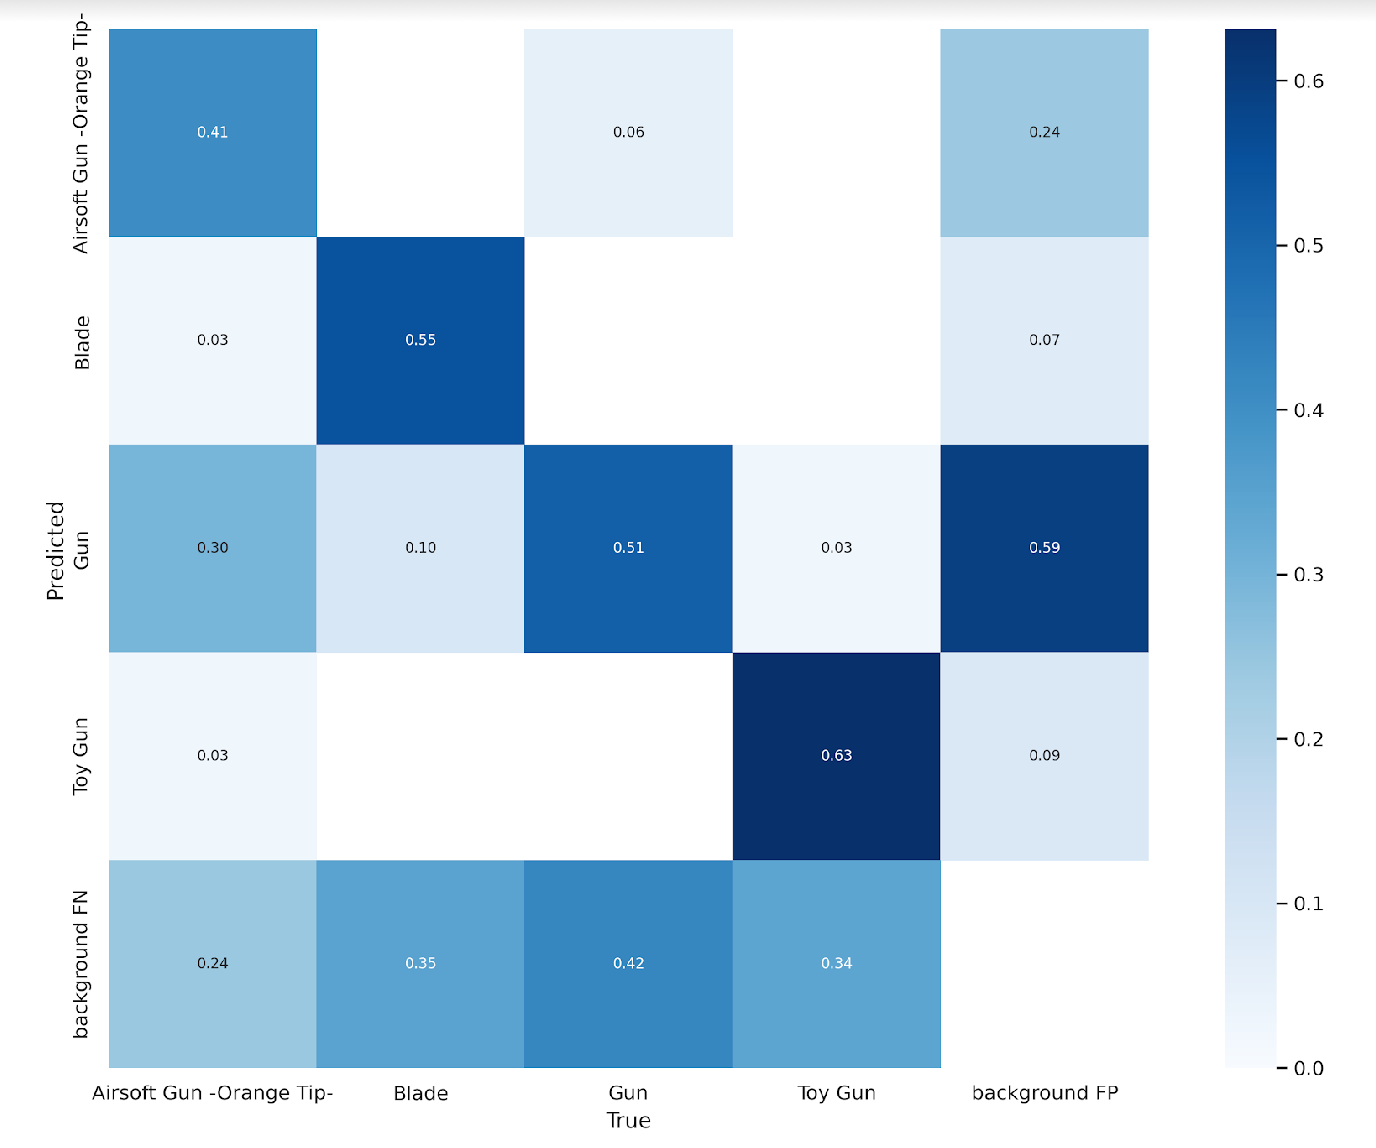 Airsoft Gun -Orange Tip-
0.41
0.06
0.24
Blade
0.03
0.55
0.07
Predicted
Gun
0.30
0.10
0.51
0.03
0.59
Toy Gun
0.03
0.63
0.09
background FN
0.24
0.35
0.42
0.34
Airsoft Gun -Orange Tip-
Blade
Gun
Toy Gun
background FP
True
0.6
0.5
0.4
0.3
0.2
0.1
0.0